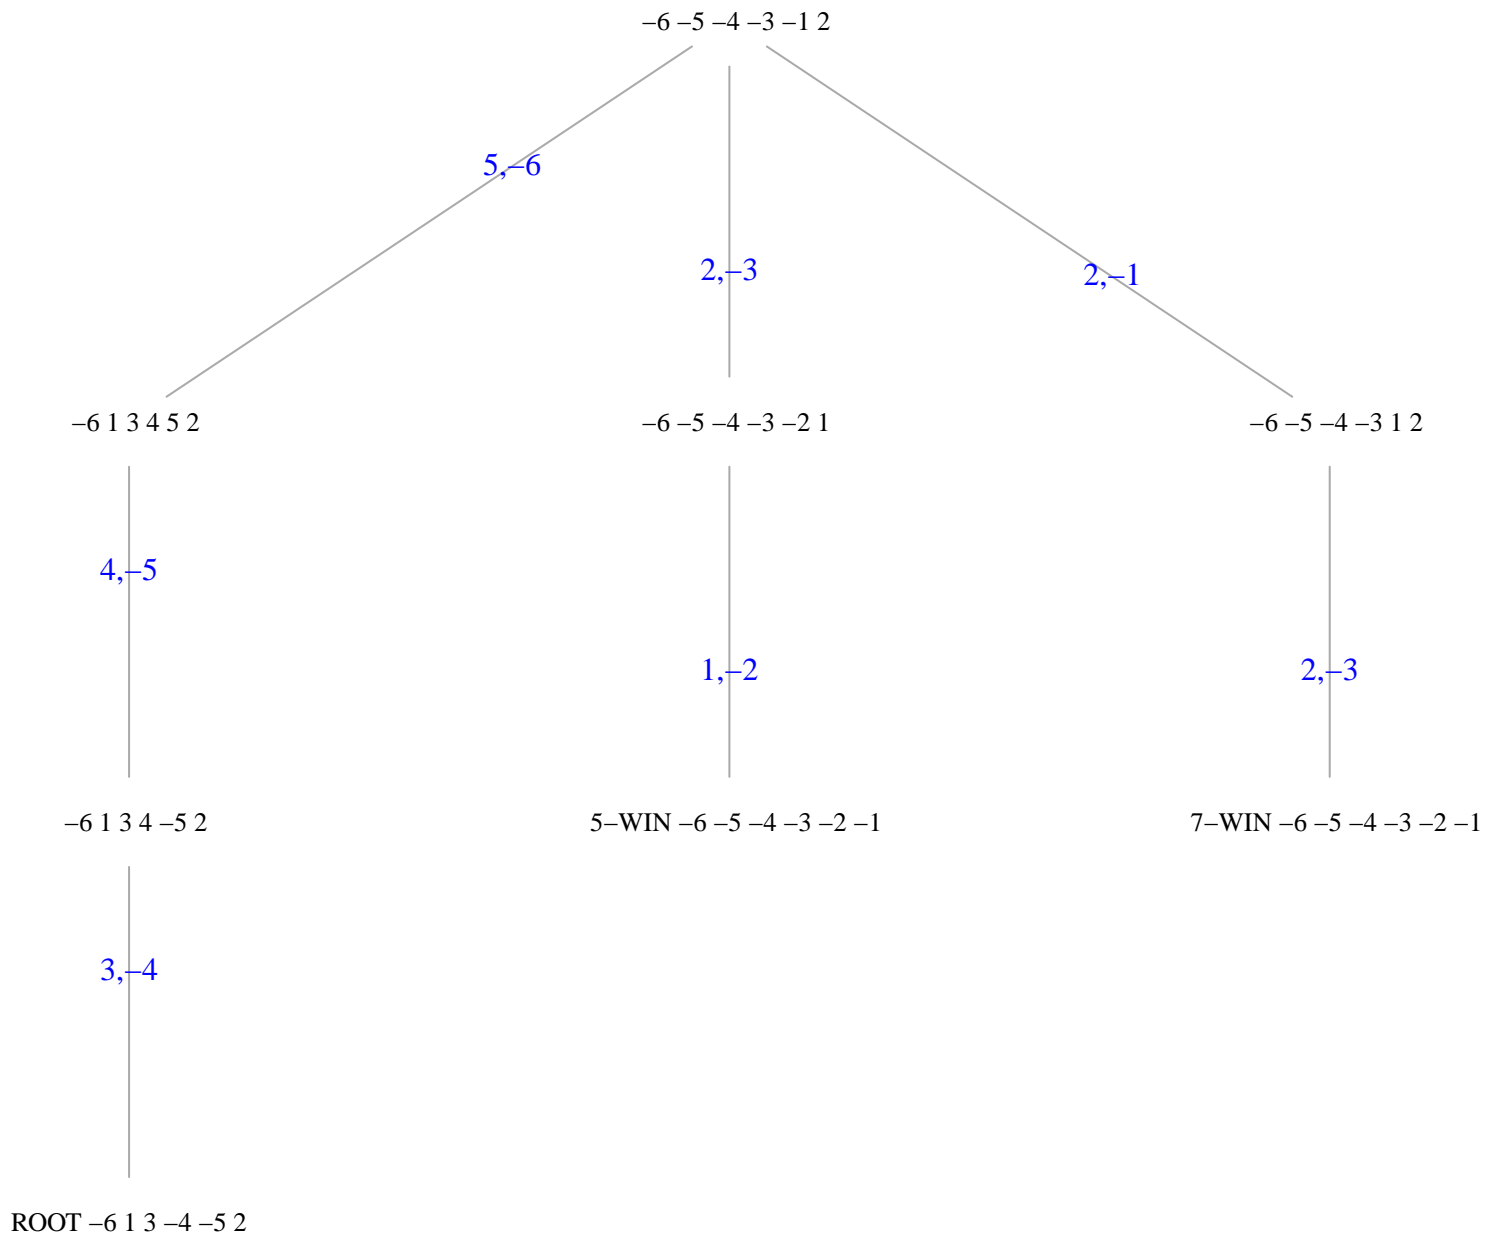 −6 −5 −4 −3 −1 2
5,−6
2,−3
2,−1
−6 1 3 4 5 2
−6 −5 −4 −3 −2 1
−6 −5 −4 −3 1 2
4,−5
1,−2
2,−3
−6 1 3 4 −5 2
5−WIN −6 −5 −4 −3 −2 −1
7−WIN −6 −5 −4 −3 −2 −1
3,−4
ROOT −6 1 3 −4 −5 2